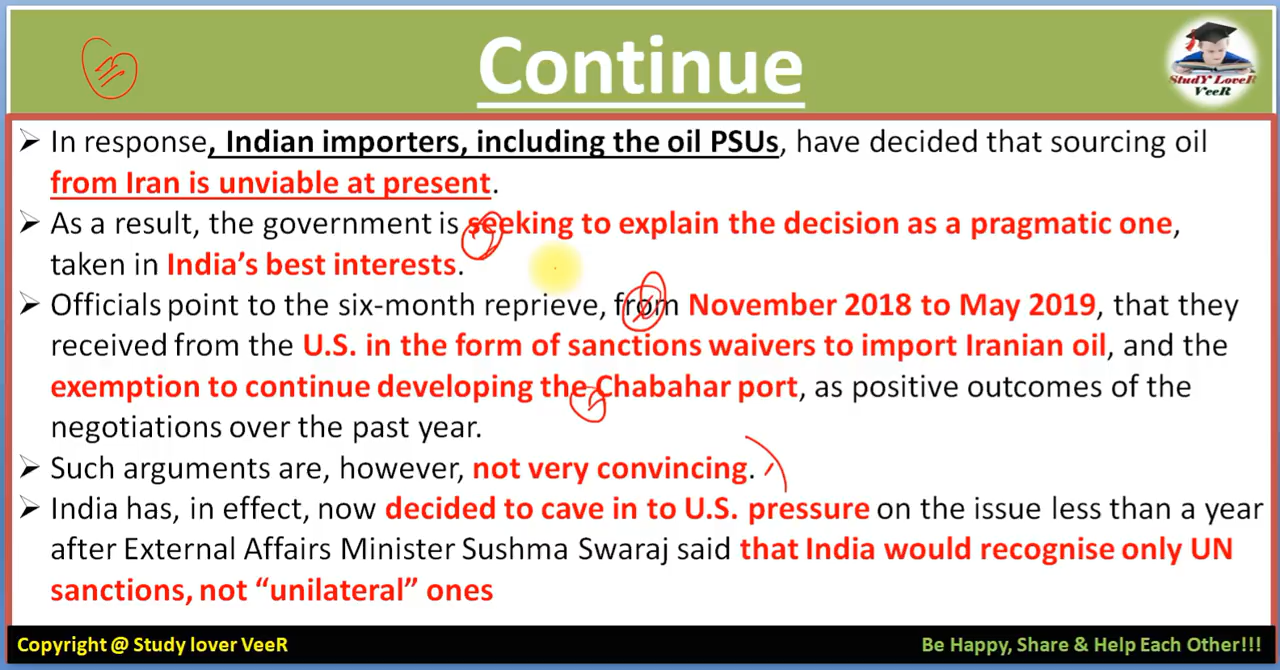 Continue
StudY LoveR
VeeR
➢ In response, Indian importers, including the oil PSUs, have decided that sourcing oil
from Iran is unviable at present.
➢ As a result, the government is seeking to explain the decision as a pragmatic one,
taken in India’s best interests.
➢ Officials point to the six-month reprieve, from November 2018 to May 2019, that they
received from the U.S. in the form of sanctions waivers to import Iranian oil, and the
exemption to continue developing the Chabahar port, as positive outcomes of the
negotiations over the past year.
➢ Such arguments are, however, not very convincing.
➢ India has, in effect, now decided to cave in to U.S. pressure on the issue less than a year
after External Affairs Minister Sushma Swaraj said that India would recognise only UN
sanctions, not “unilateral” ones
Copyright @ Study lover VeeR
Be Happy, Share & Help Each Other!!!